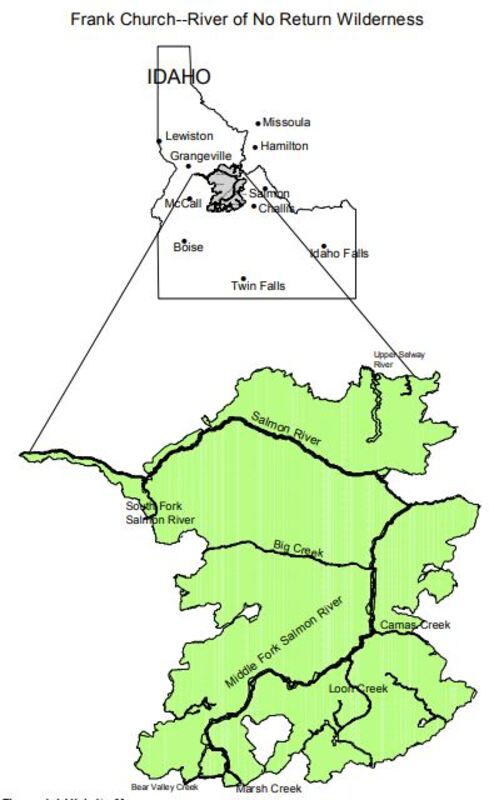 Frank Church--River of No Return Wilderness
IDAHO
Missoula
Lewiston
Hamilton
Grangeville
Salmon
McCall
Challis
Boise
Idaho Falls
Twin Falls
Upper Selway
River
Salmon River
South Fork
Salmon River
Big Creek
Camas Creek
Middle Fork Salmon River
Loon Creek
Bear Valley Creek
Marsh Creek